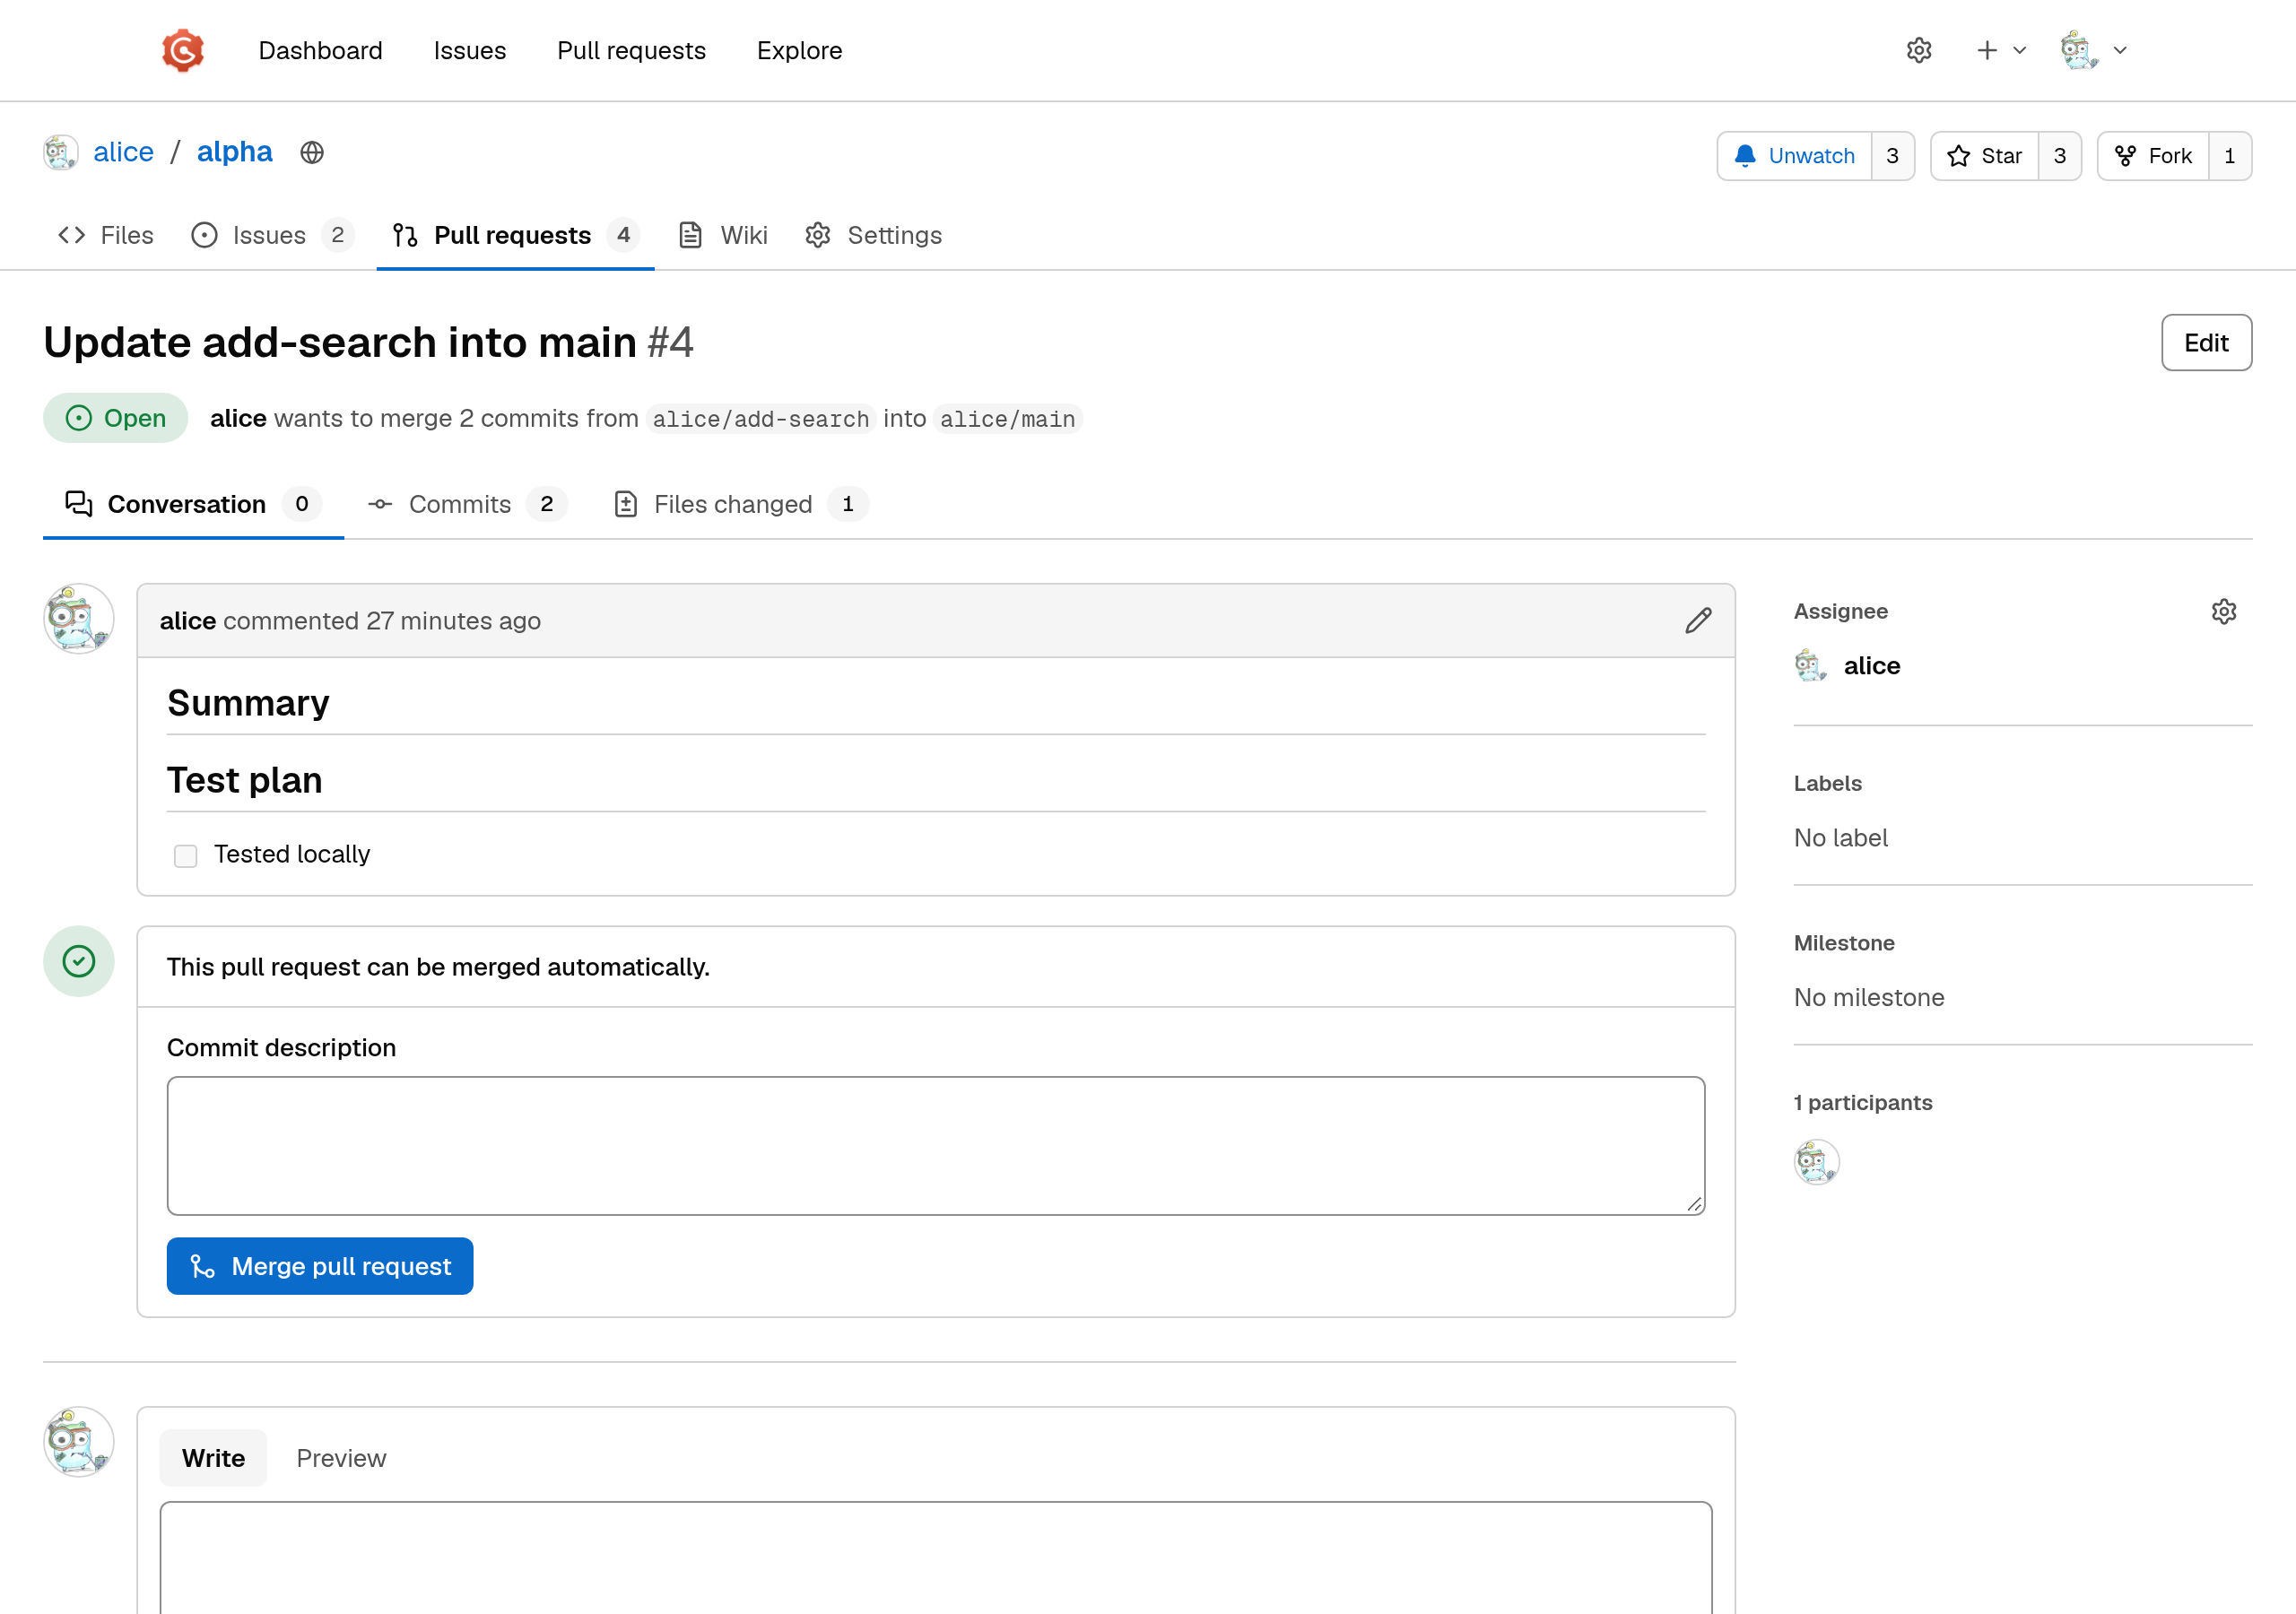 Dashboard Issues Pull requests Explore
alice / alpha
Unwatch 3 Star 3 Fork 1
Files Issues 2 Pull requests 4 Wiki Settings
Update add-search into main #4
Edit
Open alice wants to merge 2 commits from alice/add-search into alice/main
Conversation 0 Commits 2 Files changed 1
alice commented 27 minutes ago
Summary
Test plan
Tested locally
This pull request can be merged automatically.
Commit description
Merge pull request
Write Preview
Assignee
alice
Labels
No label
Milestone
No milestone
1 participants